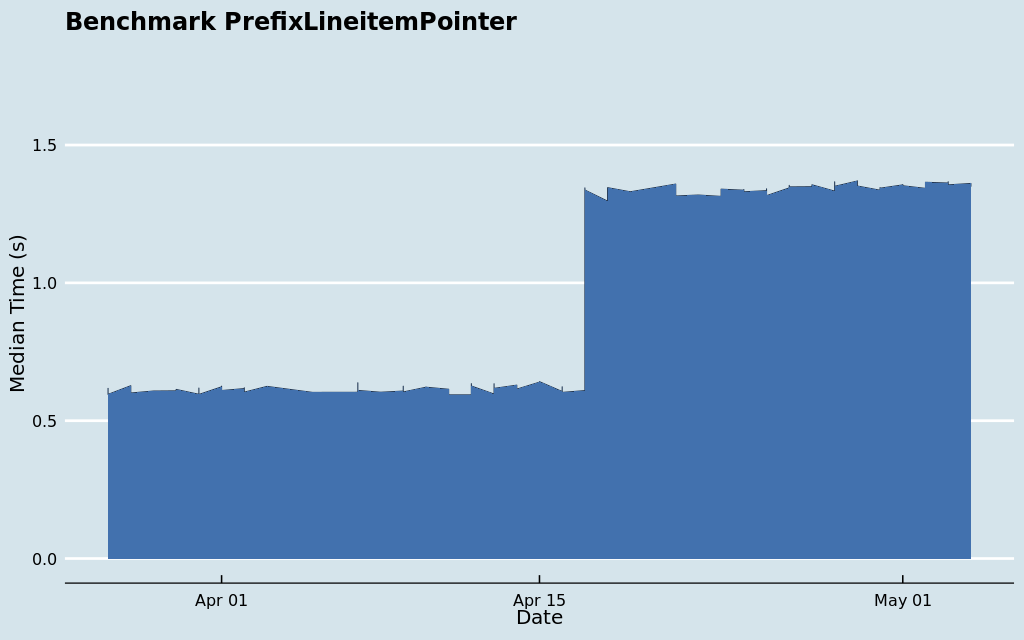 Benchmark PrefixLineitemPointer
Median Time (s)
1.5
1.0
0.5
0.0
Apr 01
Apr 15
May 01
Date